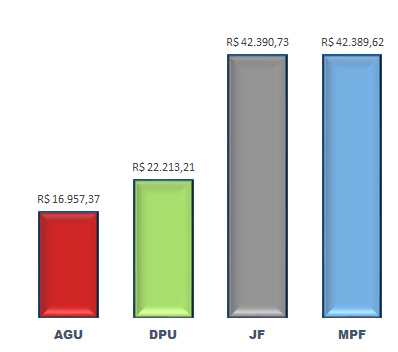 R$ 42.390,73
R$ 42.389,62
R$ 22.213,21
R$ 16.957,37
AGU
DPU
JF
MPF